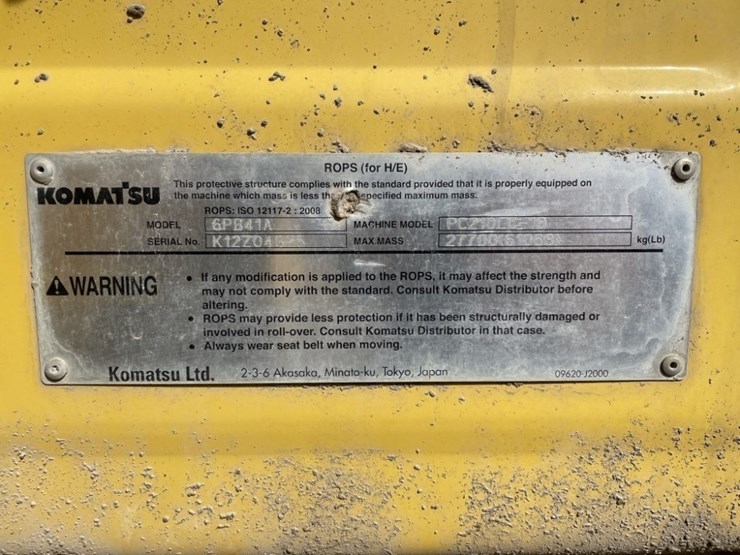 ROPS (for H/E)
KOMATSU
This protective structure complies with the standard provided that it is properly equipped on
the machine which mass is less specified maximum mass.
ROPS: ISO 12117-2 : 2008
MODEL 6PB41A MACHINE MODEL
SERIAL No. MAX.MASS kg(Lb)
WARNING
• If any modification is applied to the ROPS, it may affect the strength and
may not comply with the standard. Consult Komatsu Distributor before
altering.
• ROPS may provide less protection if it has been structurally damaged or
involved in roll-over. Consult Komatsu Distributor in that case.
• Always wear seat belt when moving.
Komatsu Ltd. 2-3-6 Akasaka, Minato-ku, Tokyo, Japan 09620-J2000